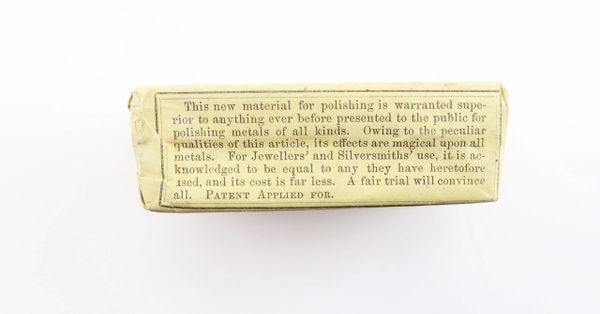 This new material for polishing is warranted supe-
rior to anything ever before presented to the public for
polishing metals of all kinds. Owing to the peculiar
qualities of this article, its effects are magical upon all
metals. For Jewellers' and Silversmiths' use, it is ac-
knowledged to be equal to any they have heretofore
used, and its cost is far less. A fair trial will convince
all. PATENT APPLIED FOR.